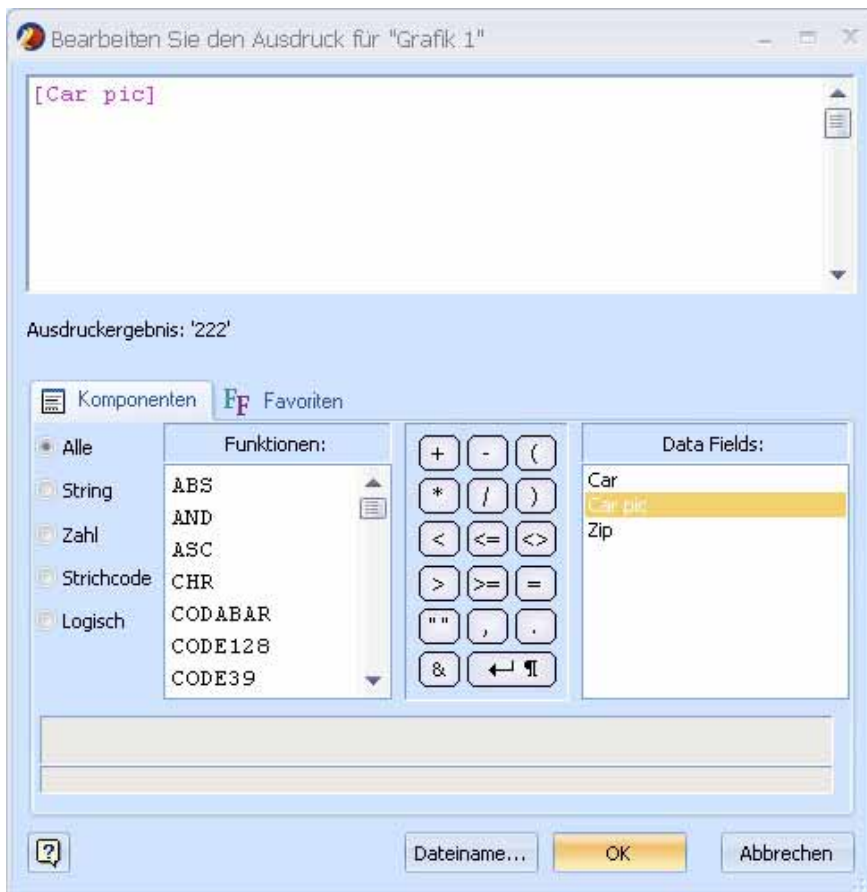 Bearbeiten Sie den Ausdruck für "Grafik 1"
[Car pic]
Ausdruckergebnis: '222'
Komponenten
FF Favoriten
Alle
String
Zahl
Strichcode
Logisch
Funktionen:
ABS
AND
ASC
CHR
CODABAR
CODE128
CODE39
+ - (
* / )
< <= <>
> >= =
" " , .
& ↵ ¶
Data Fields:
Car
Car pic
Zip
?
Dateiname...
OK
Abbrechen